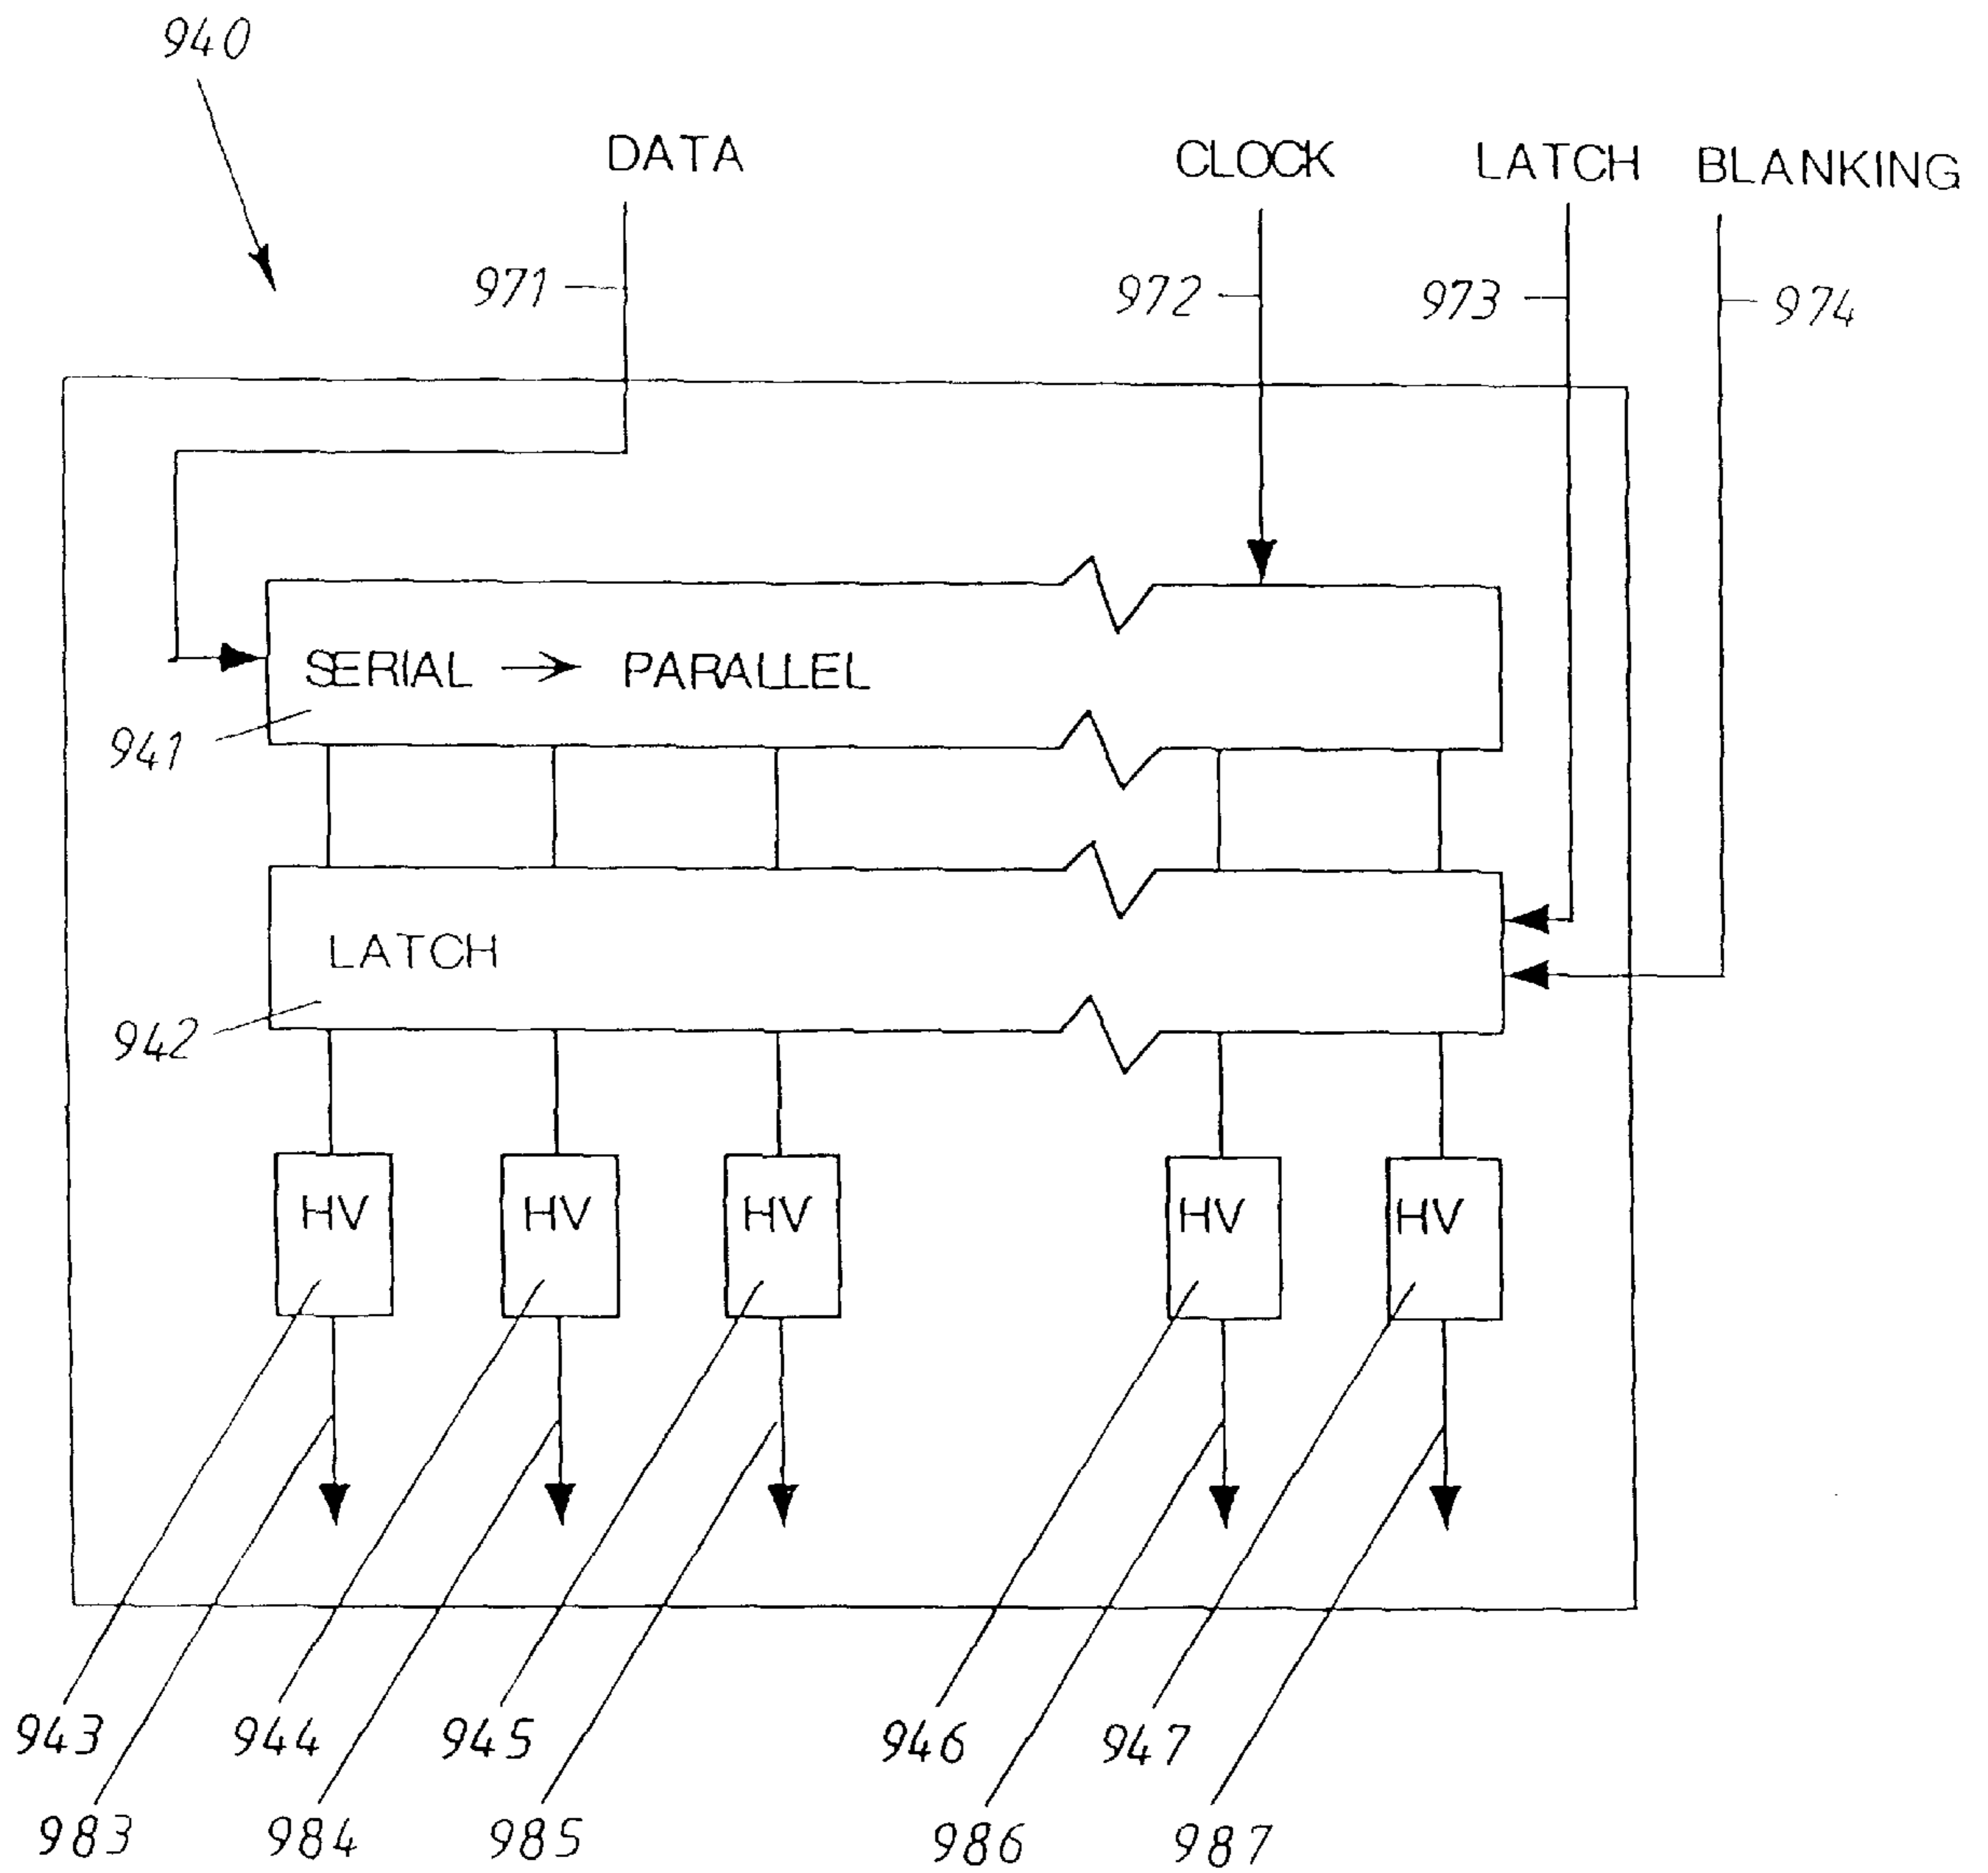 940
DATA CLOCK LATCH BLANKING
971 972 973 974
SERIAL → PARALLEL
941
LATCH
942
HV HV HV HV HV
943 944 945 946 947
983 984 985 986 987